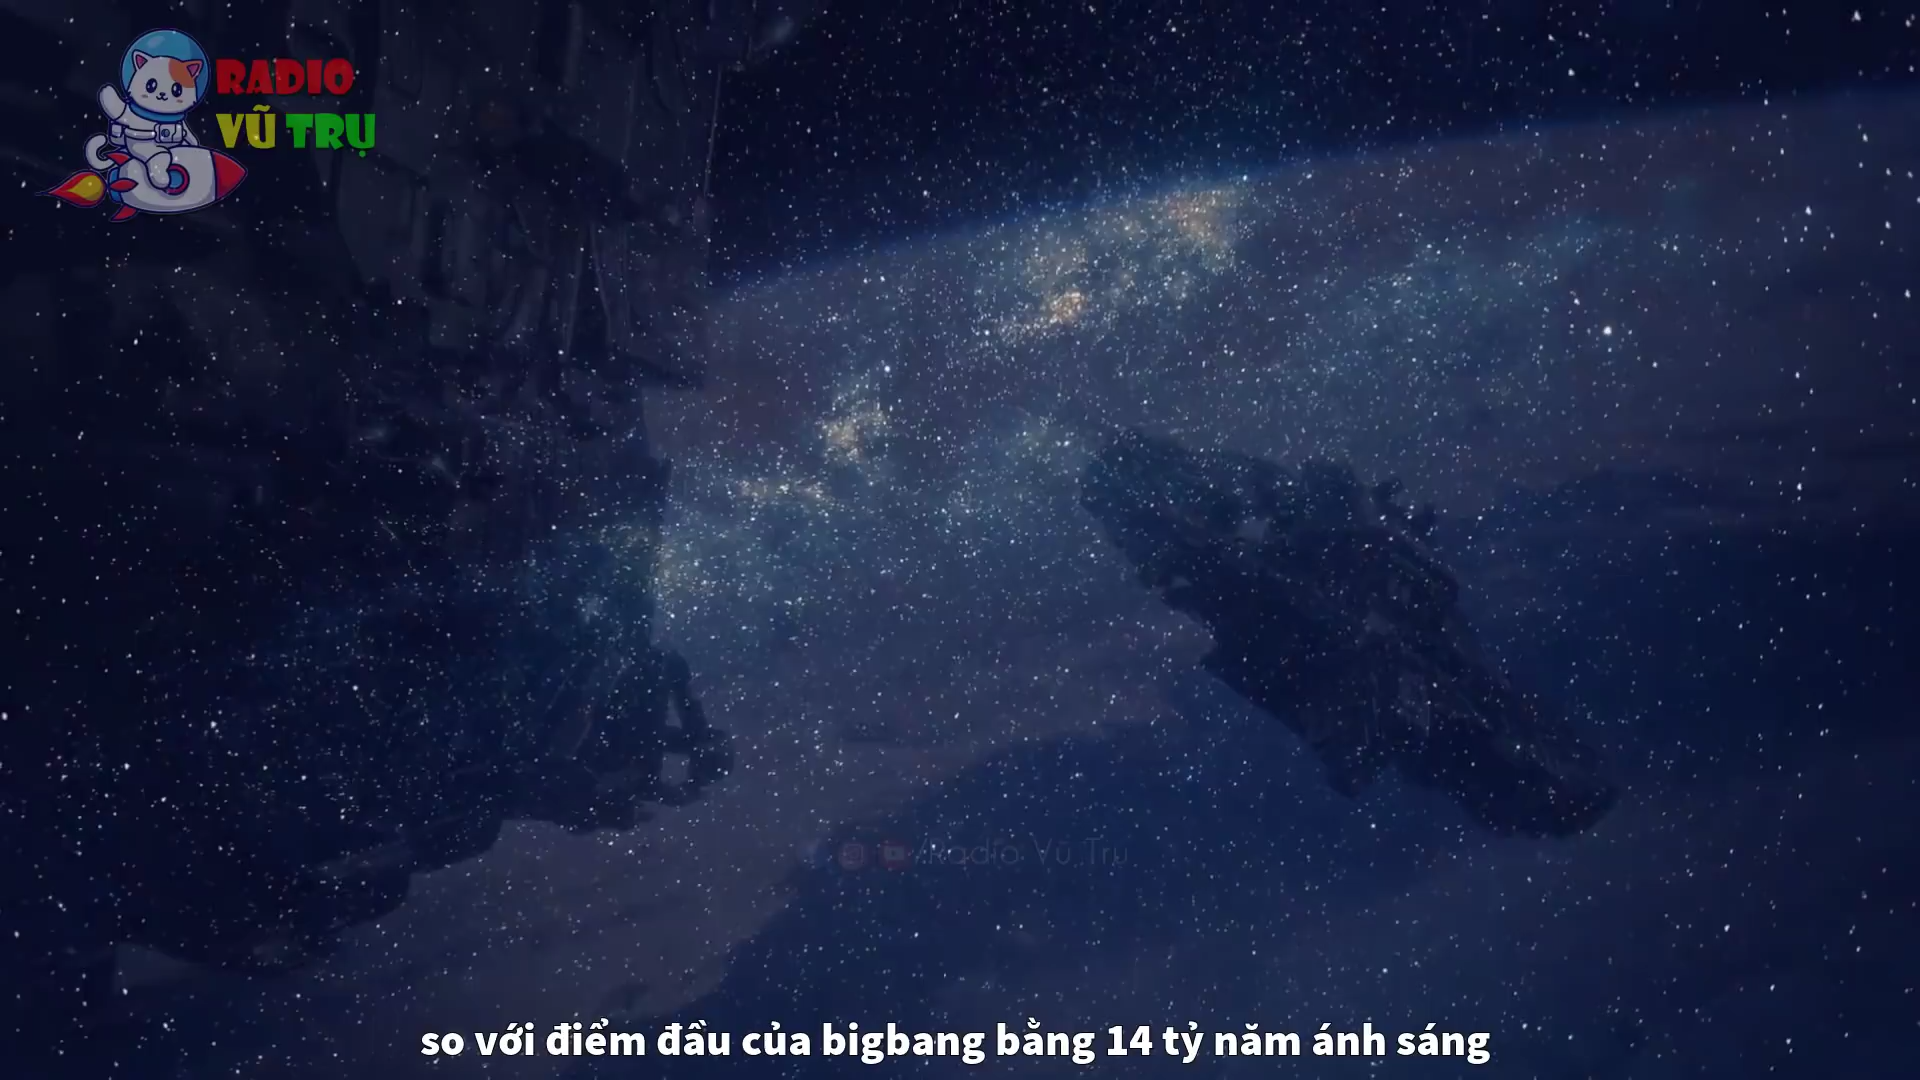 RADIO
VŨ TRỤ
/Radio Vũ Trụ
so với điểm đầu của bigbang bằng 14 tỷ năm ánh sáng